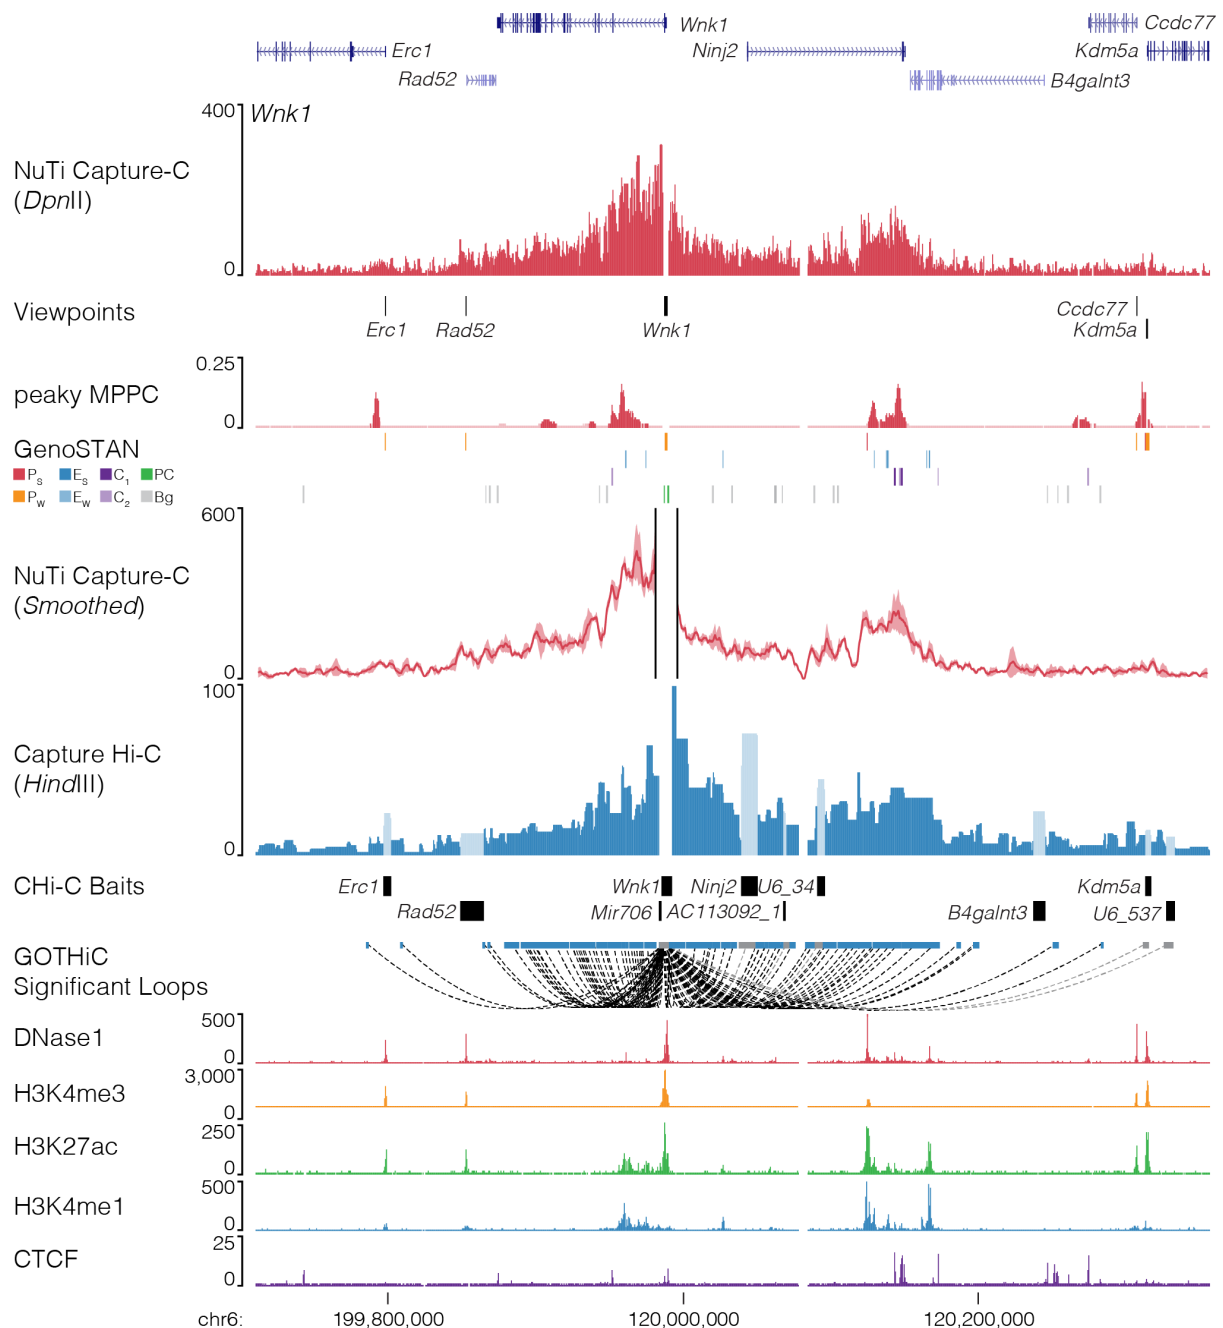 Wnk1
Ccdc77
Erc1
Ninj2
Kdm5a
Rad52
B4galnt3
400
Wnk1
NuTi Capture-C
(DpnII)
0
Viewpoints
Erc1
Rad52
Wnk1
Ccdc77
Kdm5a
0.25
peaky MPPC
0
GenoSTAN
PS ES C1 PC
PW EW C2 Bg
600
NuTi Capture-C
(Smoothed)
0
100
Capture Hi-C
(HindIII)
0
CHi-C Baits
Erc1
Wnk1
Ninj2
U6_34
Kdm5a
Rad52
Mir706
AC113092_1
B4galnt3
U6_537
GOTHiC
Significant Loops
500
DNase1
0
3,000
H3K4me3
0
250
H3K27ac
0
500
H3K4me1
0
25
CTCF
0
chr6:
199,800,000
120,000,000
120,200,000